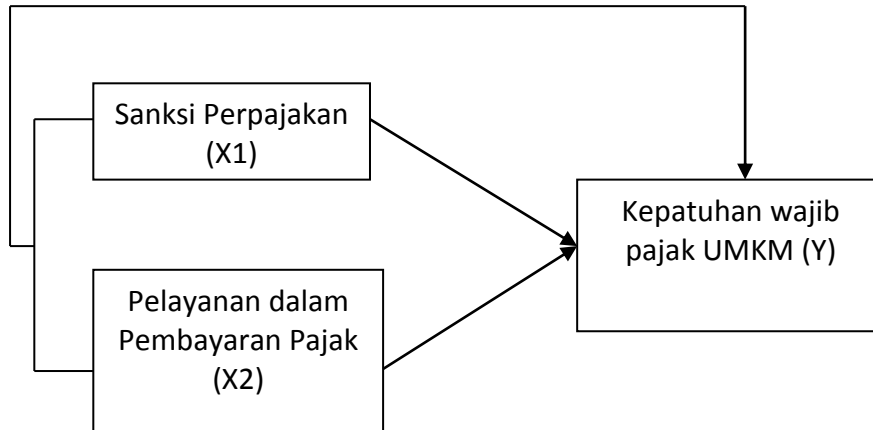 Sanksi Perpajakan
(X1)
Kepatuhan wajib
pajak UMKM (Y)
Pelayanan dalam
Pembayaran Pajak
(X2)